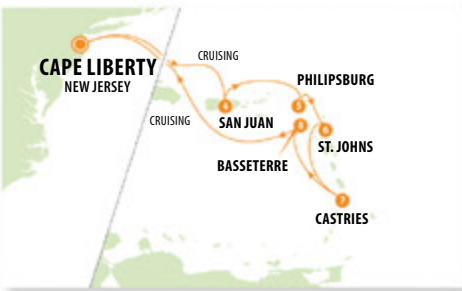 CRUISING
CAPE LIBERTY
NEW JERSEY
PHILIPSBURG
4
5
CRUISING
SAN JUAN
8
6
ST. JOHNS
BASSETERRE
7
CASTRIES